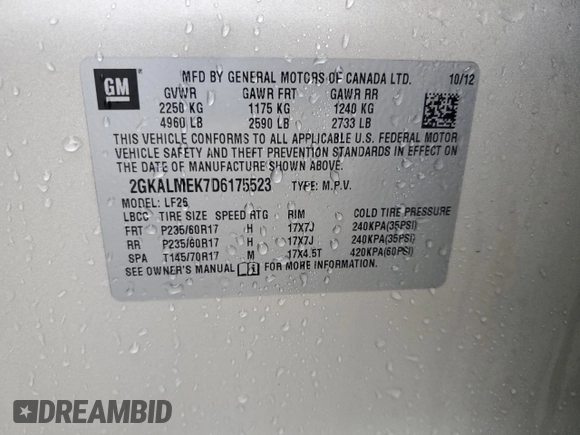 GM
MFD BY GENERAL MOTORS OF CANADA LTD. 10/12
GVWR GAWR FRT GAWR RR
2250 KG 1175 KG 1240 KG
4960 LB 2590 LB 2733 LB
THIS VEHICLE CONFORMS TO ALL APPLICABLE U.S. FEDERAL MOTOR
VEHICLE SAFETY AND THEFT PREVENTION STANDARDS IN EFFECT ON
THE DATE OF MANUFACTURE SHOWN ABOVE.
2GKALMEK7D6175523 TYPE: M.P.V.
MODEL: LF26
LBCC TIRE SIZE SPEED RTG RIM COLD TIRE PRESSURE
FRT P235/60R17 H 17X7J 240KPA(35PSI)
RR P235/60R17 H 17X7J 240KPA(35PSI)
SPA T145/70R17 M 17X4.5T 420KPA(60PSI)
SEE OWNER'S MANUAL FOR MORE INFORMATION.
DREAMBID